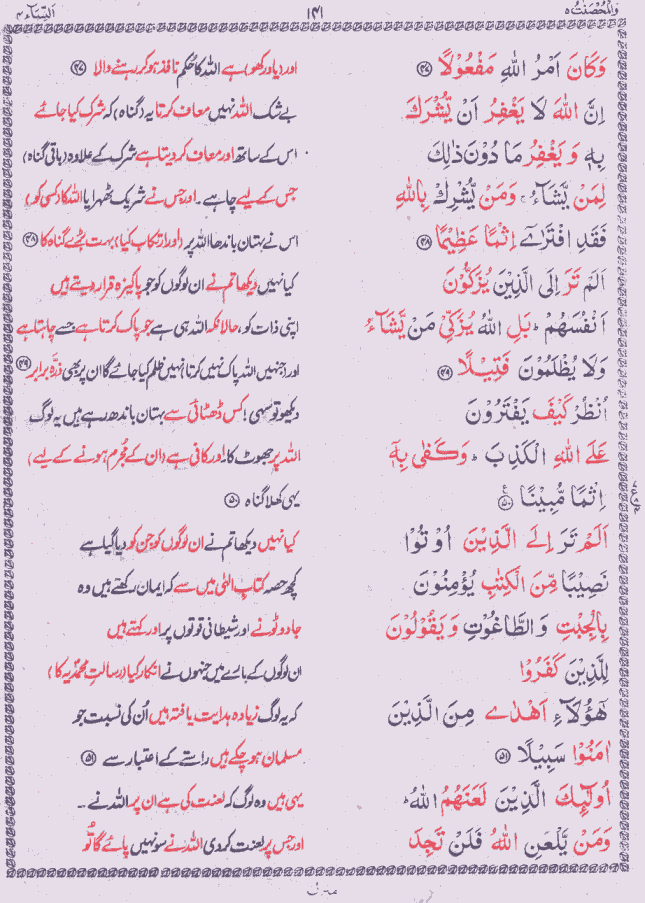 وَالْمُحْصَنٰتُ ۵
۱۴۱
النِّسَآء ۴
وَكَانَ اَمْرُ اللّٰهِ مَفْعُوْلًا ﴿۴۷﴾
اِنَّ اللّٰهَ لَا يَغْفِرُ اَنْ يُّشْرَكَ
بِهٖ وَيَغْفِرُ مَا دُوْنَ ذٰلِكَ
لِمَنْ يَّشَآءُ ۚ وَمَنْ يُّشْرِكْ بِاللّٰهِ
فَقَدِ افْتَرٰٓى اِثْمًا عَظِيْمًا ﴿۴۸﴾
اَلَمْ تَرَ اِلَى الَّذِيْنَ يُزَكُّوْنَ
اَنْفُسَهُمْ ؕ بَلِ اللّٰهُ يُزَكِّيْ مَنْ يَّشَآءُ
وَلَا يُظْلَمُوْنَ فَتِيْلًا ﴿۴۹﴾
اُنْظُرْ كَيْفَ يَفْتَرُوْنَ
عَلَى اللّٰهِ الْكَذِبَ ؕ وَكَفٰى بِهٖۤ
اِثْمًا مُّبِيْنًا ﴿۵۰﴾
اَلَمْ تَرَ اِلَى الَّذِيْنَ اُوْتُوْا
نَصِيْبًا مِّنَ الْكِتٰبِ يُؤْمِنُوْنَ
بِالْجِبْتِ وَالطَّاغُوْتِ وَيَقُوْلُوْنَ
لِلَّذِيْنَ كَفَرُوْا
هٰٓؤُلَآءِ اَهْدٰى مِنَ الَّذِيْنَ
اٰمَنُوْا سَبِيْلًا ﴿۵۱﴾
اُولٰٓئِكَ الَّذِيْنَ لَعَنَهُمُ اللّٰهُ ؕ
وَمَنْ يَّلْعَنِ اللّٰهُ فَلَنْ تَجِدَ
اور (یاد رکھو) ہے اللہ کا حُکم نافذ ہو کر رہنے والا ﴿۴۷﴾
بے شک اللہ نہیں معاف کرتا یہ (گناہ) کہ شرک کیا جائے
اس کے ساتھ اور معاف کر دیتا ہے شرک کے علاوہ (باقی گناہ)
جس کے لیے چاہے۔ اور جس نے شریک ٹھہرایا اللہ کا (کسی کو)
اس نے بہتان باندھا اللہ پر (اور ارتکاب کیا) بہت بڑے گناہ کا ﴿۴۸﴾
کیا نہیں دیکھا تم نے ان لوگوں کو جو پاکیزہ قرار دیتے ہیں
اپنی ذات کو، حالانکہ اللہ ہی ہے جو پاک کرتا ہے جسے چاہتا ہے
اور (جنہیں اللہ پاک نہیں کرتا) نہیں ظلم کیا جائے گا ان پر بھی ذرّہ برابر ﴿۴۹﴾
دیکھو تو سہی! کس ڈھٹائی سے بہتان باندھ رہے ہیں یہ لوگ
اللہ پر جھوٹ کا۔ اور کافی ہے (ان کے مُجرم ہونے کے لیے)
یہی کھلا گناہ ﴿۵۰﴾
کیا نہیں دیکھا تم نے ان لوگوں کو جن کو دیا گیا ہے
کچھ حصہ کتابِ الٰہی میں سے کہ ایمان رکھتے ہیں وہ
جادو ٹونے اور شیطانی قوتوں پر اور کہتے ہیں
ان لوگوں کے بارے میں جنہوں نے انکار کیا (رسالتِ محمّدیہ کا)
کہ یہ لوگ زیادہ ہدایت یافتہ ہیں اُن کی نسبت جو
مسلمان ہو چکے ہیں راستے کے اعتبار سے ﴿۵۱﴾
یہی ہیں وہ لوگ کہ لعنت کی ہے ان پر اللہ نے۔
اور جس پر لعنت کر دی اللہ نے سو نہیں پائے گا تُو